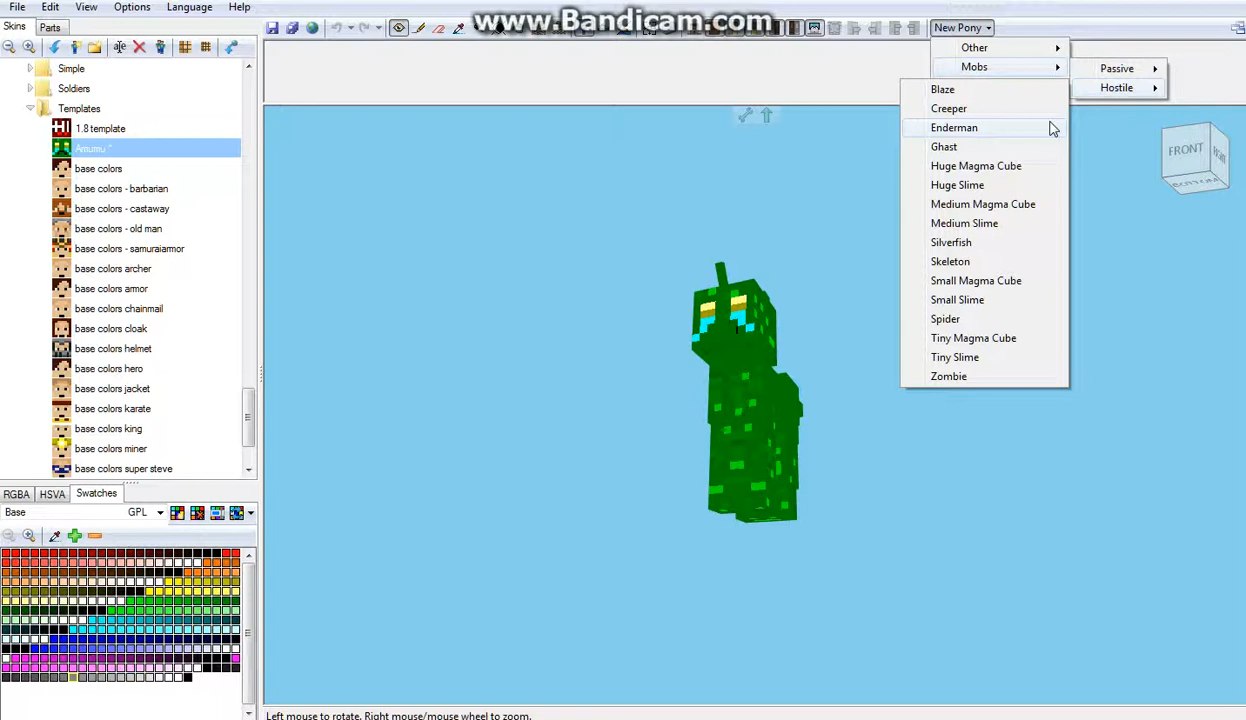 File Edit View Options Language Help
www.Bandicam.com
Skins Parts
New Pony
Other
Mobs
Passive
Hostile
Blaze
Creeper
Enderman
Ghast
Huge Magma Cube
Huge Slime
Medium Magma Cube
Medium Slime
Silverfish
Skeleton
Small Magma Cube
Small Slime
Spider
Tiny Magma Cube
Tiny Slime
Zombie
FRONT
BOTTOM
Simple
Soldiers
Templates
1.8 template
Amumu *
base colors
base colors - barbarian
base colors - castaway
base colors - old man
base colors - samuraiarmor
base colors archer
base colors armor
base colors chainmail
base colors cloak
base colors helmet
base colors hero
base colors jacket
base colors karate
base colors king
base colors miner
base colors super steve
RGBA HSVA Swatches
Base GPL
Left mouse to rotate. Right mouse/mouse wheel to zoom.